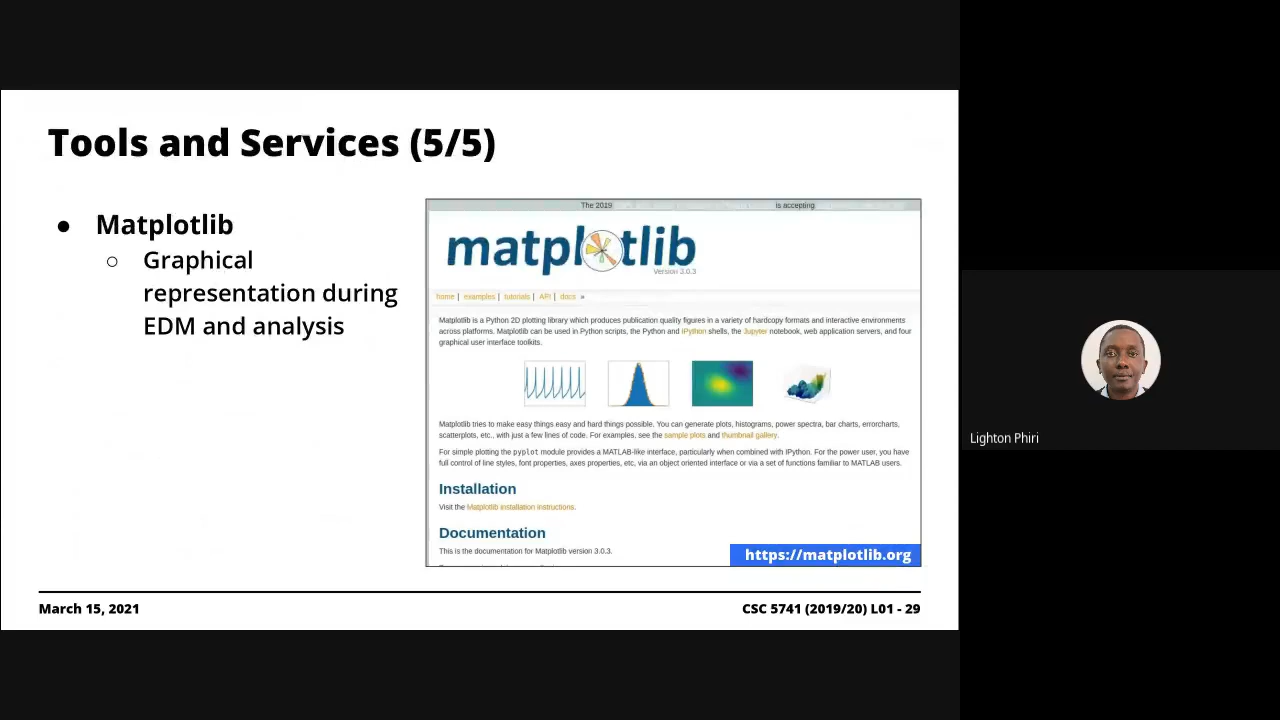 Tools and Services (5/5)
● Matplotlib
○ Graphical
representation during
EDM and analysis
The 2019
is accepting
matplotlib
Version 3.0.3
home | examples | tutorials | API | docs »
Matplotlib is a Python 2D plotting library which produces publication quality figures in a variety of hardcopy formats and interactive environments
across platforms. Matplotlib can be used in Python scripts, the Python and IPython shells, the Jupyter notebook, web application servers, and four
graphical user interface toolkits.
Matplotlib tries to make easy things easy and hard things possible. You can generate plots, histograms, power spectra, bar charts, errorcharts,
scatterplots, etc., with just a few lines of code. For examples, see the sample plots and thumbnail gallery.
For simple plotting the pyplot module provides a MATLAB-like interface, particularly when combined with IPython. For the power user, you have
full control of line styles, font properties, axes properties, etc, via an object oriented interface or via a set of functions familiar to MATLAB users.
Installation
Visit the Matplotlib installation instructions.
Documentation
This is the documentation for Matplotlib version 3.0.3.
https://matplotlib.org
March 15, 2021
CSC 5741 (2019/20) L01 - 29
Lighton Phiri